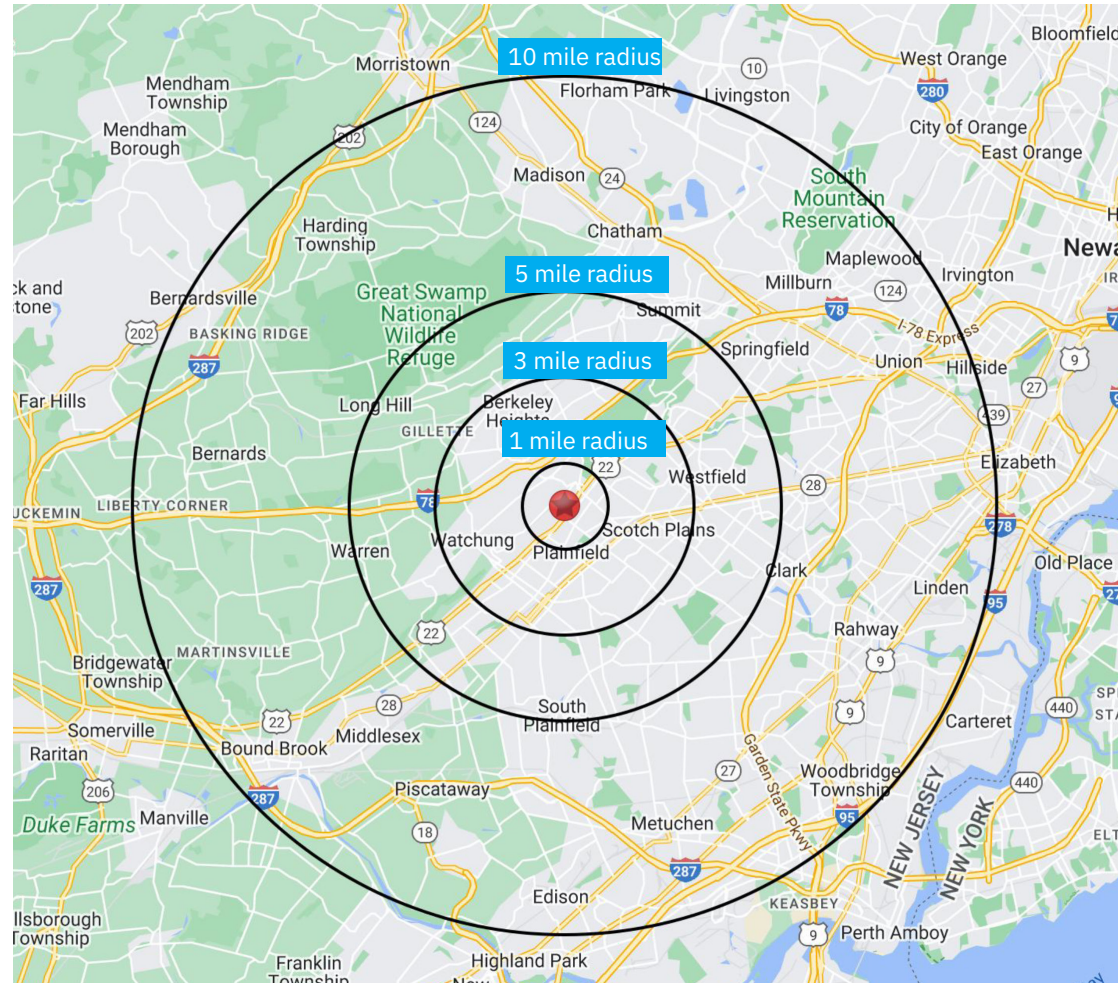 Bloomfield
10 mile radius
West Orange
Morristown
10
Mendham
Township
Florham Park
Livingston
280
124
202
City of Orange
Mendham
Borough
East Orange
Madison
24
South
Mountain
Reservation
Harding
Township
Chatham
Newa
Maplewood
5 mile radius
Irvington
Millburn
124
ck and
tone
Bernardsville
Great Swamp
National
Wildlife
Refuge
Summit
78
202
BASKING RIDGE
I-78 Express
Springfield
3 mile radius
287
Union
Hillside
9
27
Far Hills
Long Hill
Berkeley
Heights
439
GILLETTE
1 mile radius
Bernards
22
Westfield
Elizabeth
28
78
LIBERTY CORNER
UCKEMIN
278
Scotch Plains
Watchung
Plainfield
Warren
Clark
Old Place
287
Linden
95
27
22
Rahway
9
MARTINSVILLE
Bridgewater
Township
28
South
Plainfield
9
440
22
Somerville
Middlesex
Carteret
Raritan
Bound Brook
Garden State Pkwy
27
Woodbridge
Township
440
206
287
Piscataway
95
NEW JERSEY
NEW YORK
Duke Farms
Manville
18
Metuchen
287
Edison
KEASBEY
llsborough
Township
9
Perth Amboy
Highland Park
Franklin
Township
New